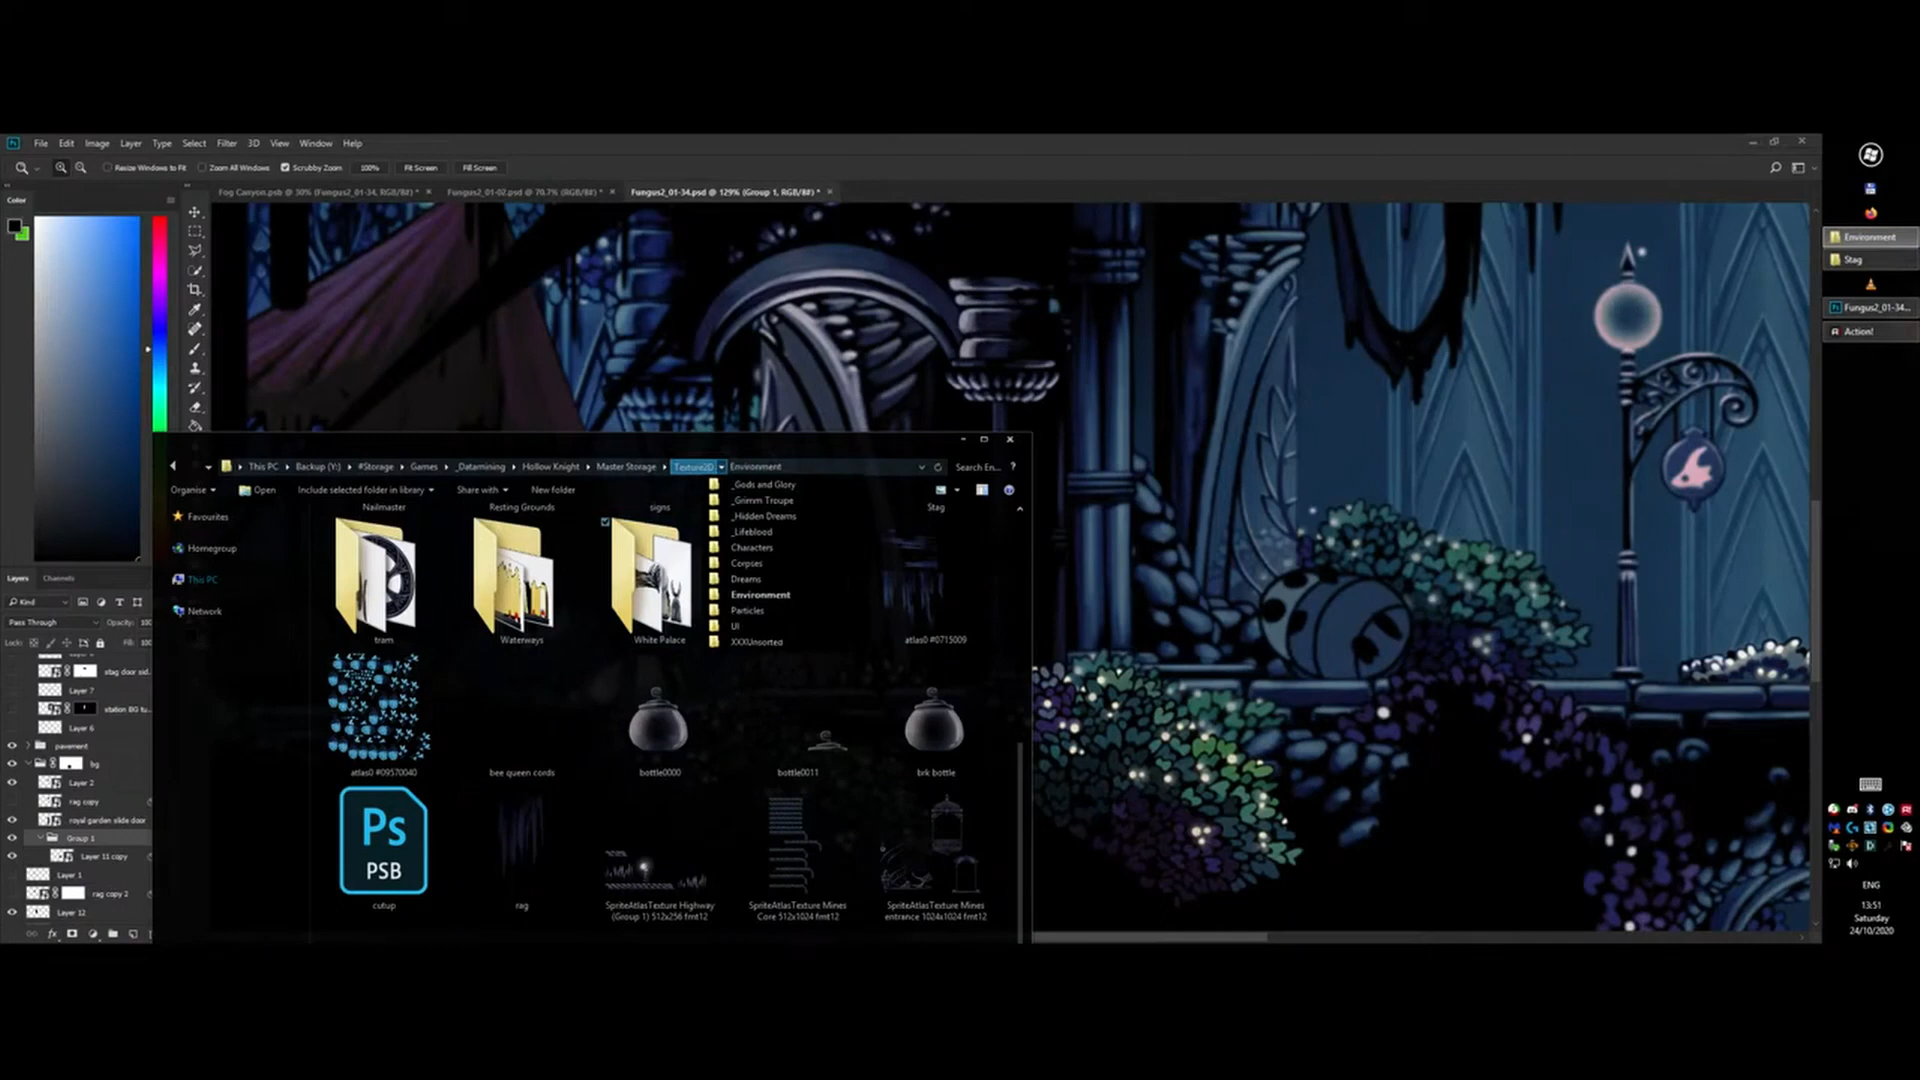 File Edit Image Layer Type Select Filter 3D View Window Help
Resize Windows to Fit Zoom All Windows Scrubby Zoom 100% Fit Screen Fill Screen
Color
Fog Canyon.psb @ 30% (Fungus2_01-34, RGB/8#) *
Fungus2_01-02.psd @ 70.7% (RGB/8#) *
Fungus2_01-34.psd @ 129% (Group 1, RGB/8#) *
This PC Backup (Y:) #Storage Games _Datamining Hollow Knight Master Storage Texture2D Environment
Search En...
Organise Open Include selected folder in library Share with New folder
Favourites
Homegroup
This PC
Network
Nailmaster
Resting Grounds
signs
Stag
_Gods and Glory
_Grimm Troupe
_Hidden Dreams
_Lifeblood
Characters
Corpses
Dreams
Environment
Particles
UI
XXXUnsorted
tram
Waterways
White Palace
atlas0 #0715009
atlas0 #09570040
bee queen cords
bottle0000
bottle0011
brk bottle
Ps
PSB
cutup
rag
SpriteAtlasTexture Highway
(Group 1) 512x256 fmt12
SpriteAtlasTexture Mines
Core 512x1024 fmt12
SpriteAtlasTexture Mines
entrance 1024x1024 fmt12
Layers Channels
Kind
Pass Through Opacity: 100
Lock: Fill:
stag door sid...
Layer 7
station BG tu...
Layer 6
pavement
bg
Layer 2
rag copy
royal garden slide door
Group 1
Layer 11 copy
Layer 1
rag copy 2
Layer 12
Environment
Stag
Fungus2_01-34...
Action!
ENG
13:51
Saturday
24/10/2020